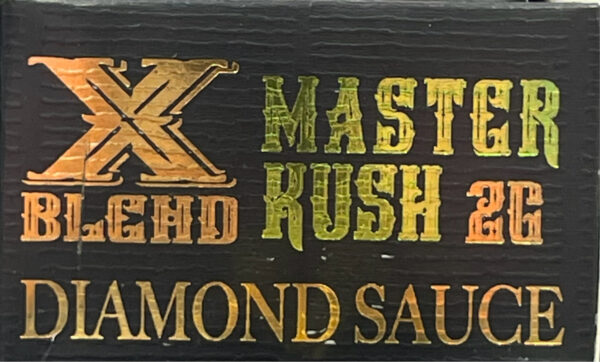 X BLEND
MASTER
KUSH 2G
DIAMOND SAUCE